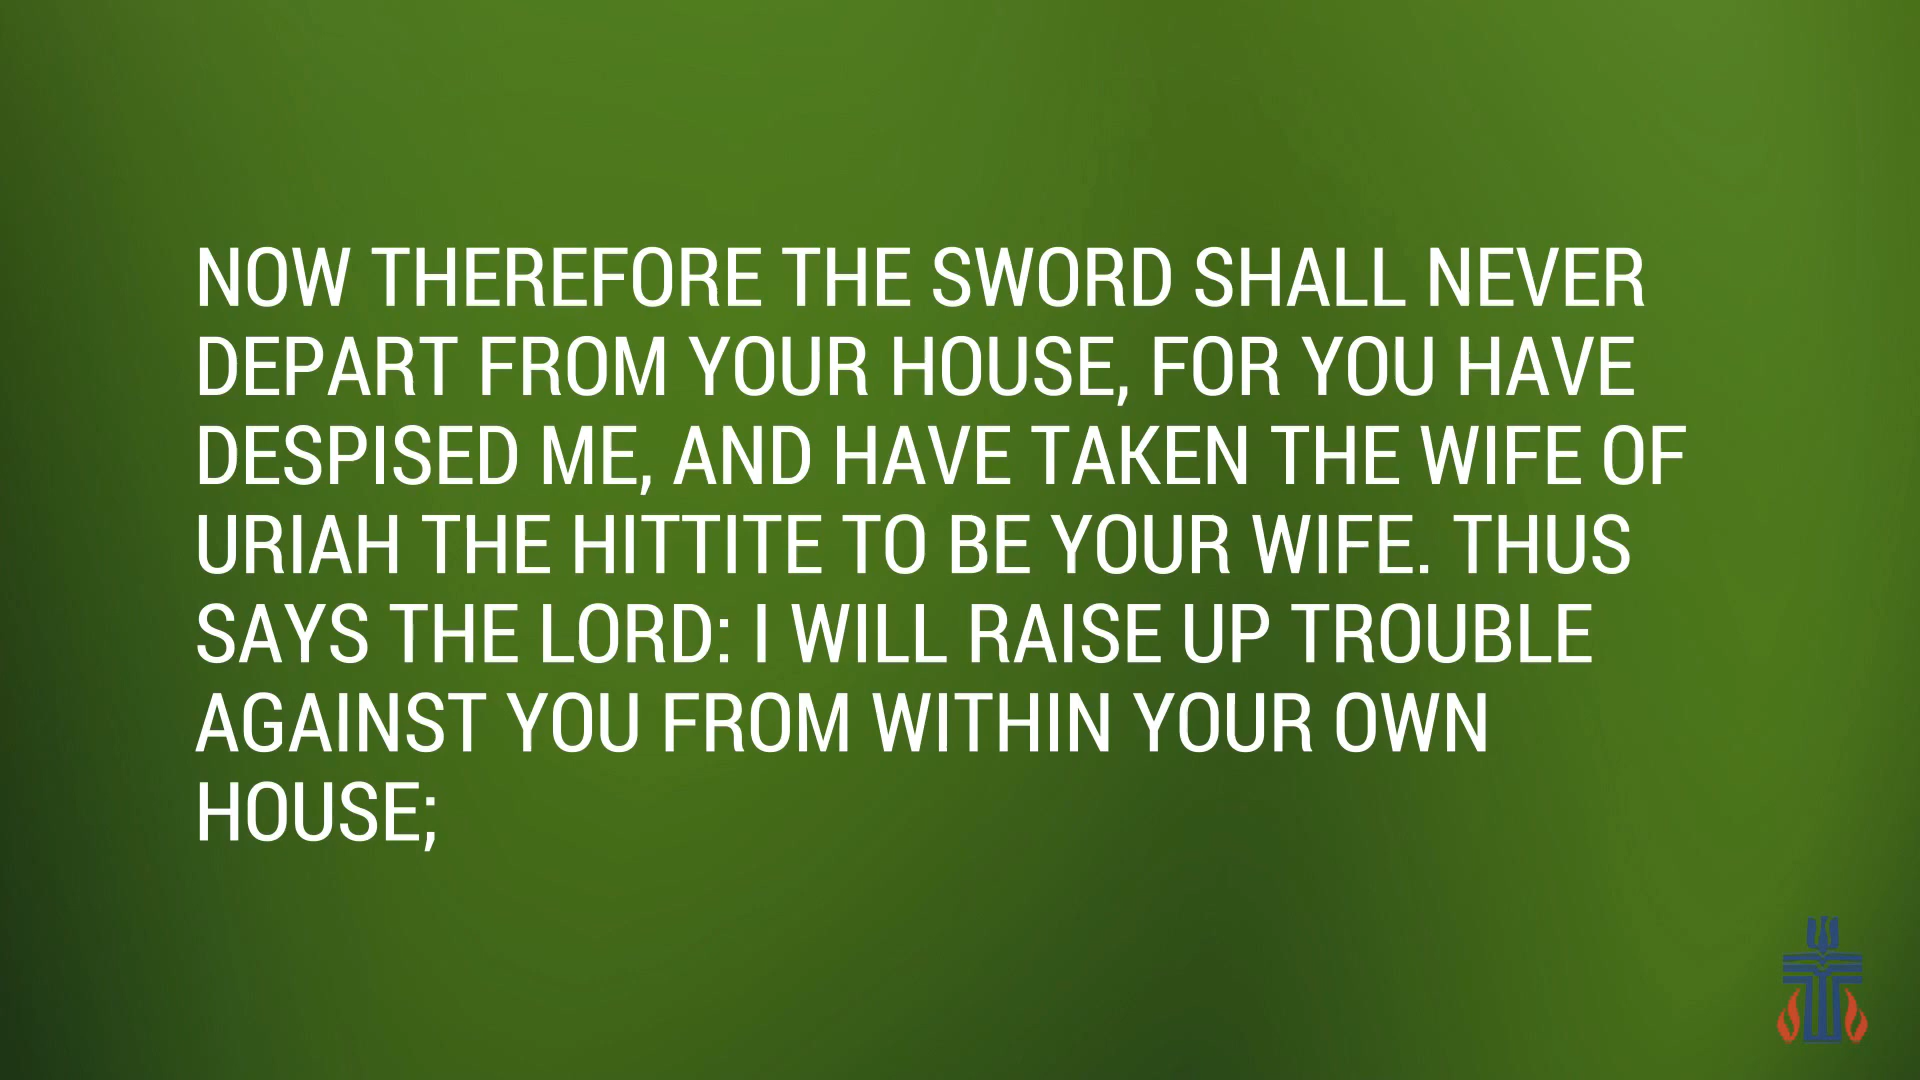 NOW THEREFORE THE SWORD SHALL NEVER
DEPART FROM YOUR HOUSE, FOR YOU HAVE
DESPISED ME, AND HAVE TAKEN THE WIFE OF
URIAH THE HITTITE TO BE YOUR WIFE. THUS
SAYS THE LORD: I WILL RAISE UP TROUBLE
AGAINST YOU FROM WITHIN YOUR OWN
HOUSE;